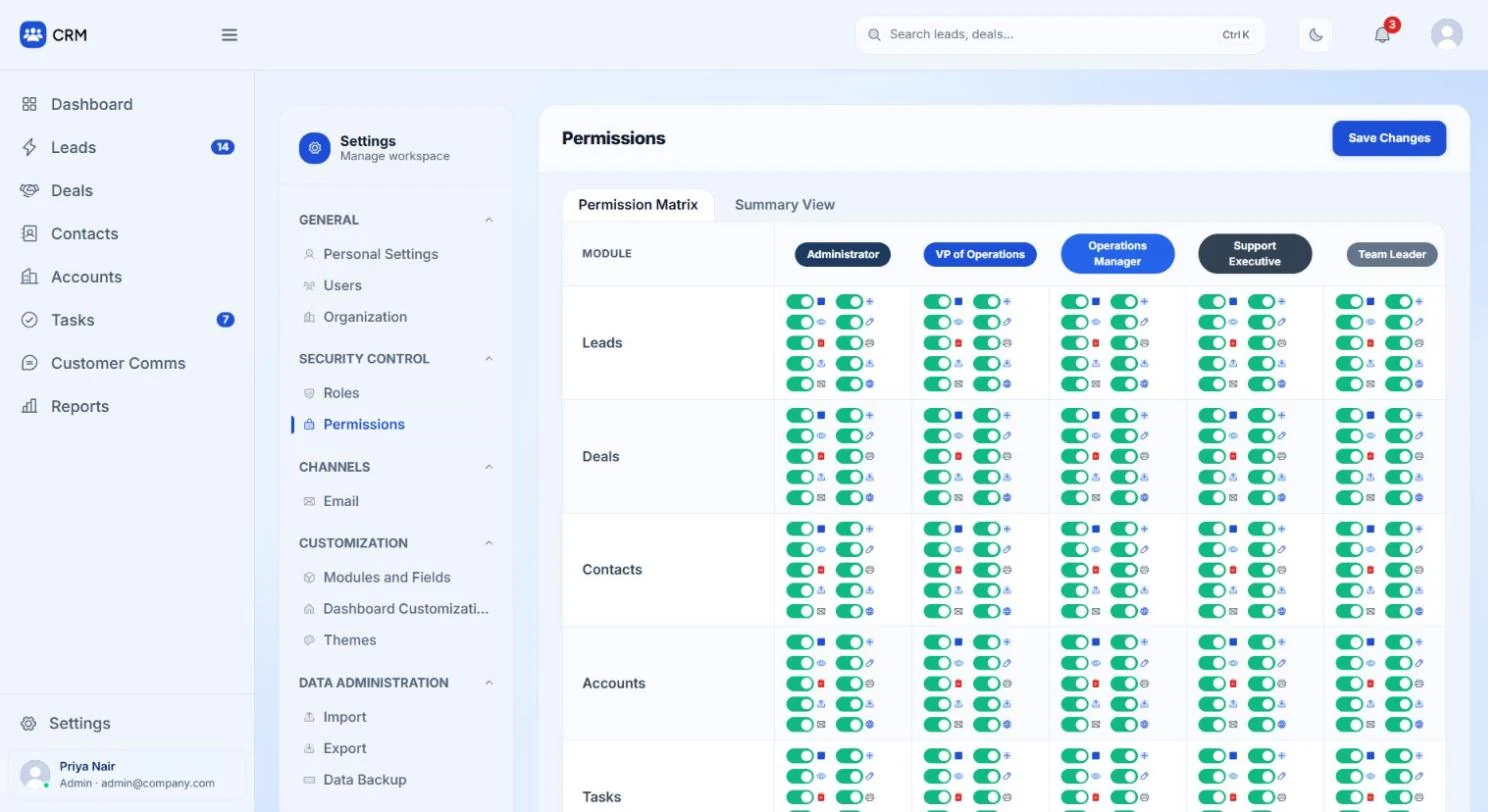 CRM
Search leads, deals...
Ctrl K
3
Dashboard
Leads
14
Deals
Contacts
Accounts
Tasks
7
Customer Comms
Reports
Settings
Priya Nair
Admin · admin@company.com
Settings
Manage workspace
GENERAL
Personal Settings
Users
Organization
SECURITY CONTROL
Roles
Permissions
CHANNELS
Email
CUSTOMIZATION
Modules and Fields
Dashboard Customizati...
Themes
DATA ADMINISTRATION
Import
Export
Data Backup
Permissions
Save Changes
Permission Matrix
Summary View
MODULE
Administrator
VP of Operations
Operations
Manager
Support
Executive
Team Leader
Leads
Deals
Contacts
Accounts
Tasks